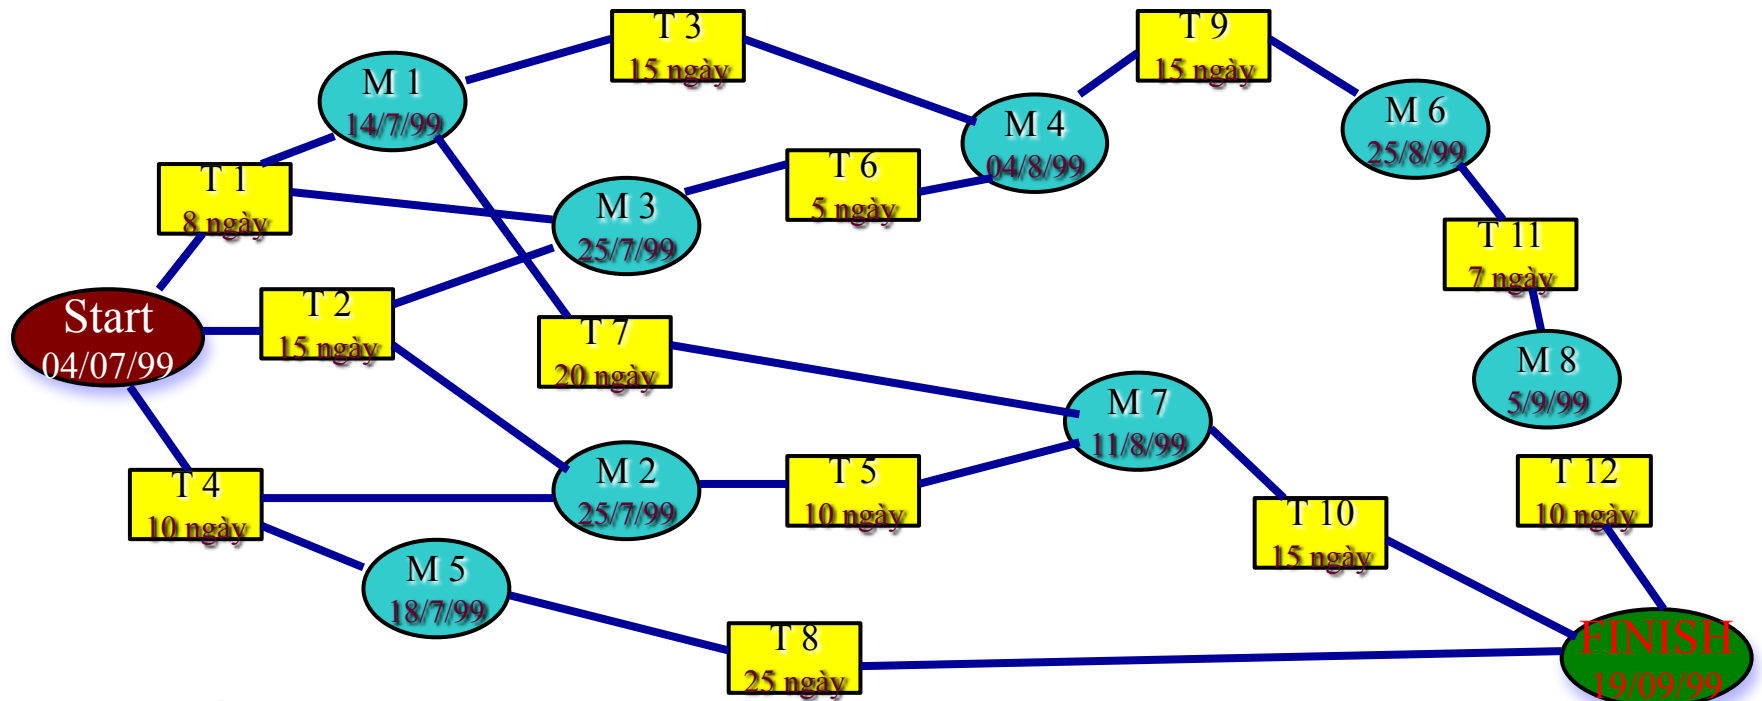 T 3
15 ngày
T 9
15 ngày
M 1
14/7/99
M 4
04/8/99
M 6
25/8/99
T 1
8 ngày
T 6
5 ngày
M 3
25/7/99
T 11
7 ngày
Start
04/07/99
T 2
15 ngày
T 7
20 ngày
M 8
5/9/99
M 7
11/8/99
T 4
10 ngày
M 2
25/7/99
T 5
10 ngày
T 12
10 ngày
T 10
15 ngày
M 5
18/7/99
T 8
25 ngày
FINISH
19/09/99